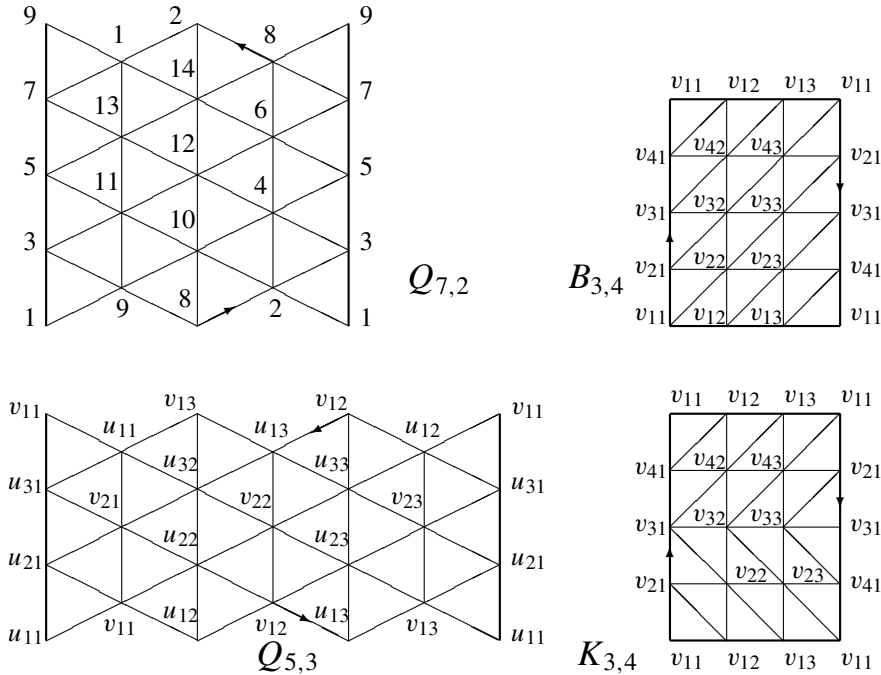 9 1 2 8 9
14
7 13 6 7
12
5 11 4 5
10
3 3
1 9 8 2 1
Q₇,₂
v₁₁ v₁₂ v₁₃ v₁₁
v₄₁ v₄₂ v₄₃ v₂₁
v₃₁ v₃₂ v₃₃ v₃₁
v₂₁ v₂₂ v₂₃ v₄₁
v₁₁ v₁₂ v₁₃ v₁₁
B₃,₄
v₁₁ v₁₃ v₁₂ v₁₁
u₁₁ u₁₃ u₁₂
u₃₂ u₃₃
u₃₁ v₂₁ v₂₂ v₂₃ u₃₁
u₂₂ u₂₃
u₂₁ u₂₁
u₁₂ u₁₃
u₁₁ v₁₁ v₁₂ v₁₃ u₁₁
Q₅,₃
v₁₁ v₁₂ v₁₃ v₁₁
v₄₁ v₄₂ v₄₃ v₂₁
v₃₁ v₃₂ v₃₃ v₃₁
v₂₁ v₂₂ v₂₃ v₄₁
v₁₁ v₁₂ v₁₃ v₁₁
K₃,₄